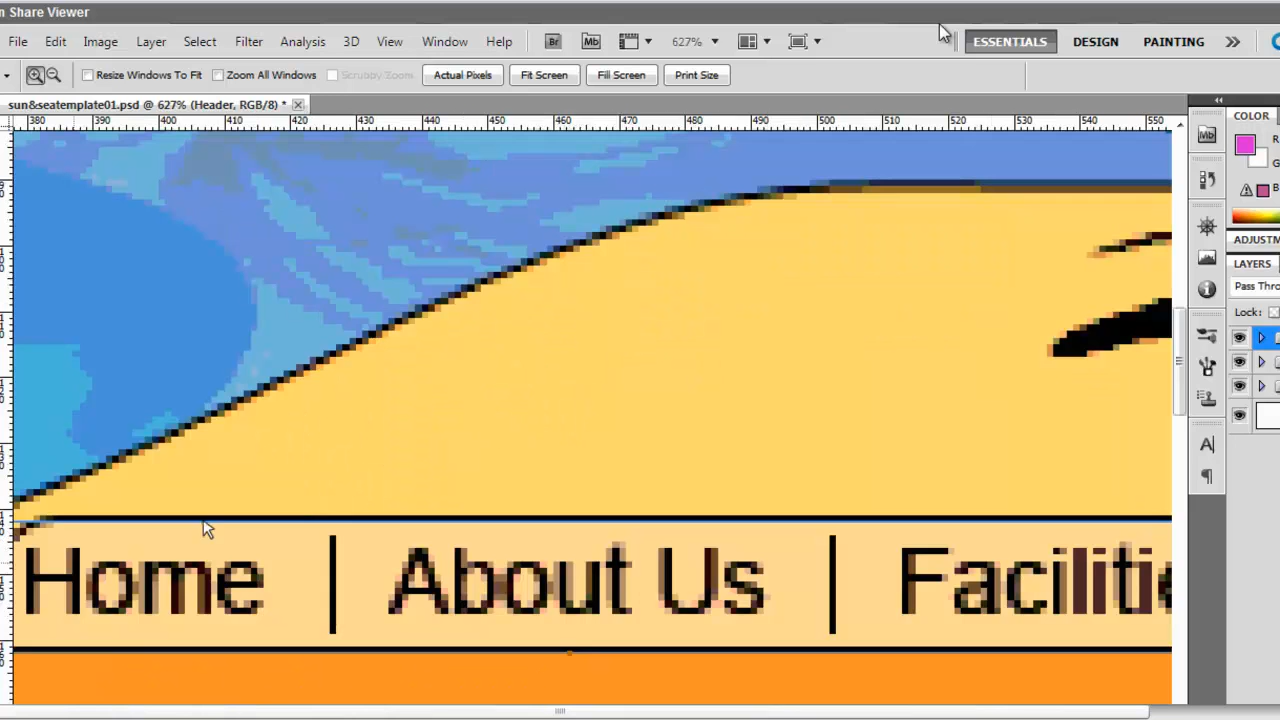 n Share Viewer
File Edit Image Layer Select Filter Analysis 3D View Window Help Br Mb 627% ESSENTIALS DESIGN PAINTING
Resize Windows To Fit Zoom All Windows Scrubby Zoom Actual Pixels Fit Screen Fill Screen Print Size
sun&seatemplate01.psd @ 627% (Header, RGB/8) *
380 390 400 410 420 430 440 450 460 470 480 490 500 510 520 530 540 550
COLOR
Mb
R
G
B
ADJUSTM
LAYERS
Pass Thro
Lock:
A
Home | About Us | Facilitie